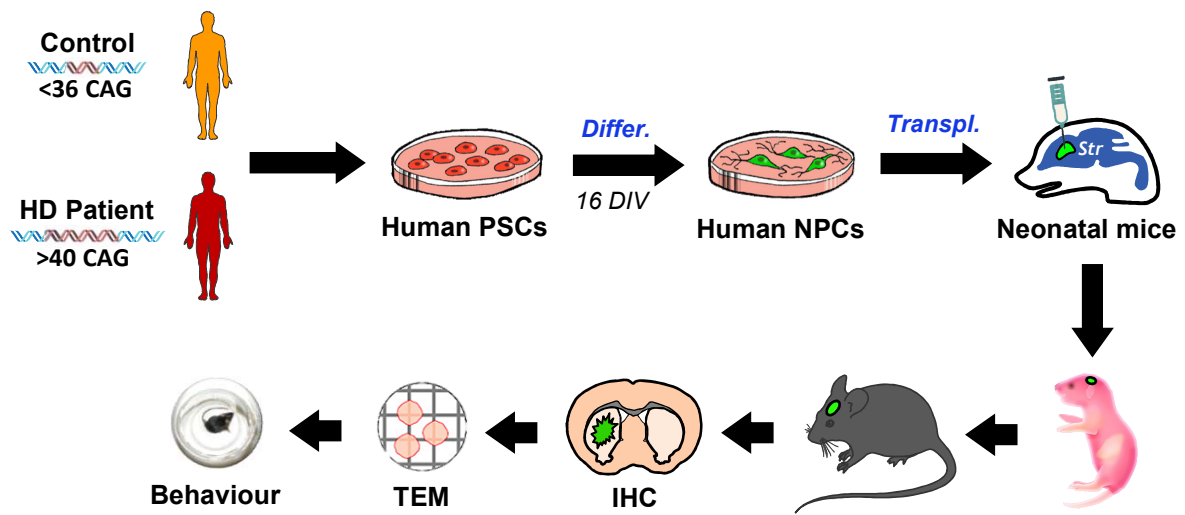 Control
<36 CAG
HD Patient
>40 CAG
Human PSCs
Differ.
16 DIV
Human NPCs
Transpl.
Str
Neonatal mice
Behaviour
TEM
IHC